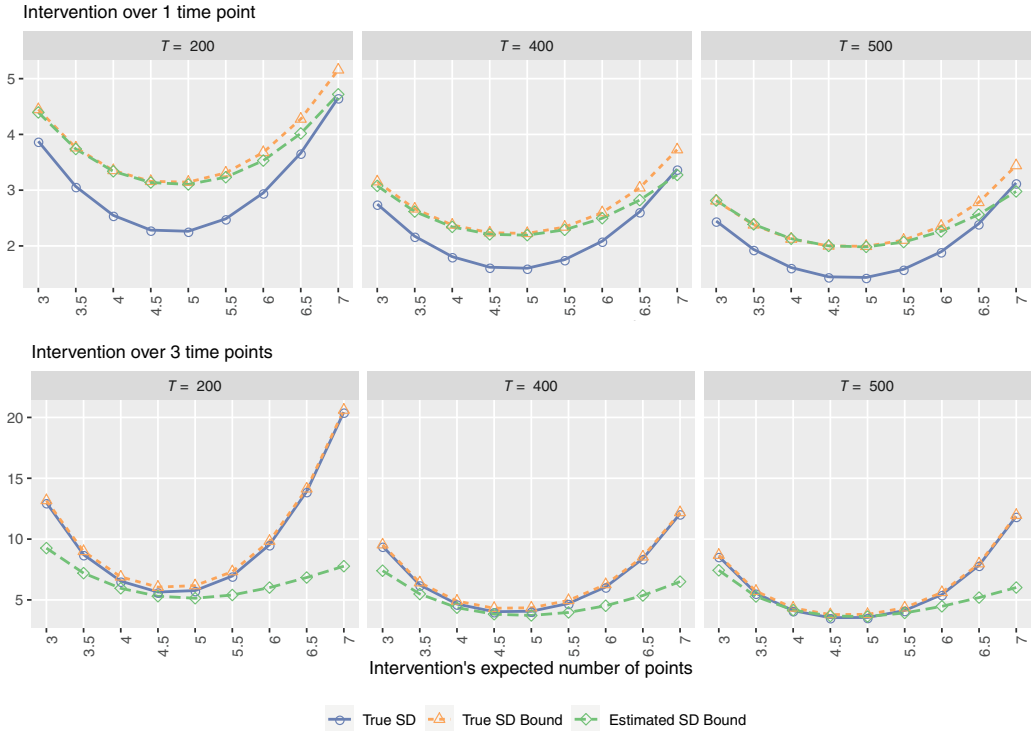 Intervention over 1 time point
T = 200 T = 400 T = 500
5
4
3
2
3 3.5 4 4.5 5 5.5 6 6.5 7 3 3.5 4 4.5 5 5.5 6 6.5 7 3 3.5 4 4.5 5 5.5 6 6.5 7
Intervention over 3 time points
T = 200 T = 400 T = 500
20
15
10
5
3 3.5 4 4.5 5 5.5 6 6.5 7 3 3.5 4 4.5 5 5.5 6 6.5 7 3 3.5 4 4.5 5 5.5 6 6.5 7
Intervention's expected number of points
True SD True SD Bound Estimated SD Bound